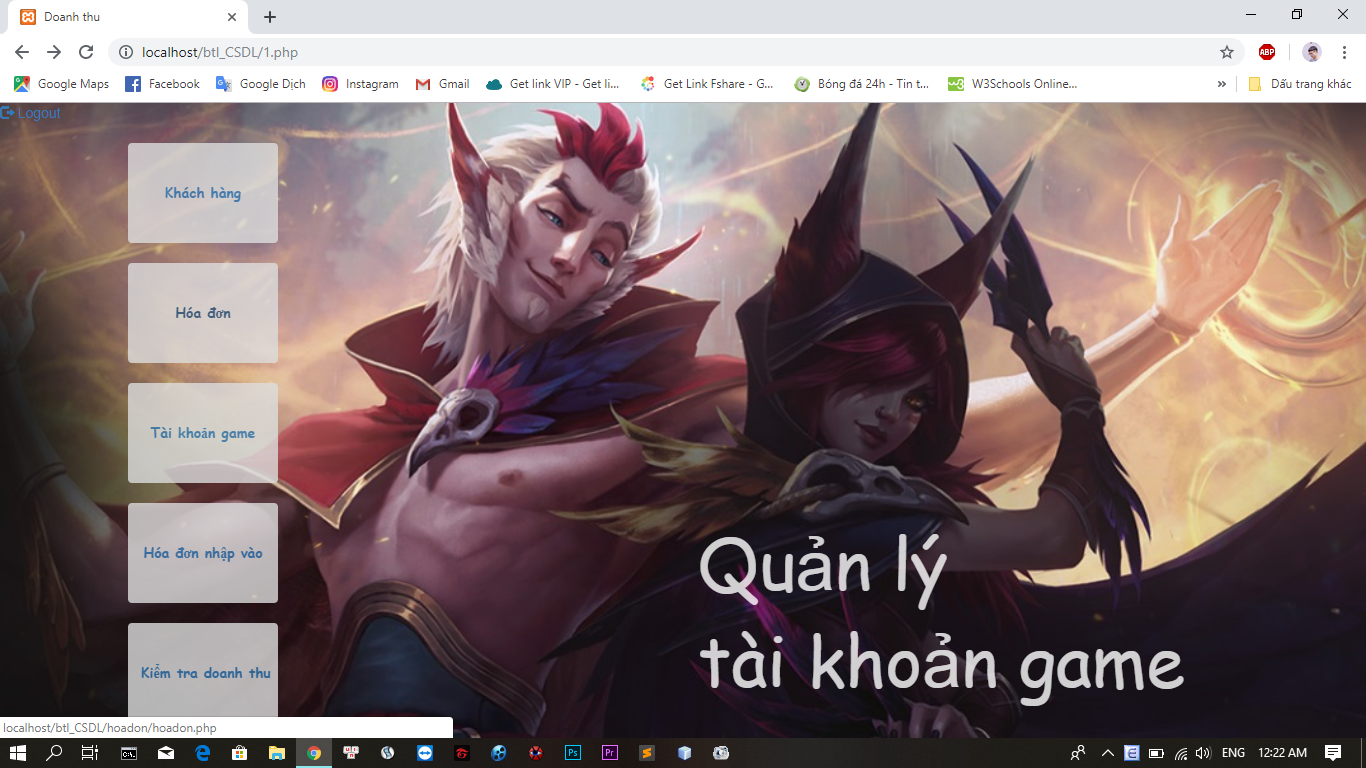 Doanh thu
localhost/btl_CSDL/1.php
ABP
Google Maps
Facebook
Google Dịch
Instagram
Gmail
Get link VIP - Get li...
Get Link Fshare - G...
Bóng đá 24h - Tin t...
W3Schools Online...
»
Dấu trang khác
Logout
Khách hàng
Hóa đơn
Tài khoản game
Hóa đơn nhập vào
Kiểm tra doanh thu
Quản lý
tài khoản game
localhost/btl_CSDL/hoadon/hoadon.php
Ps
Pr
ENG
12:22 AM